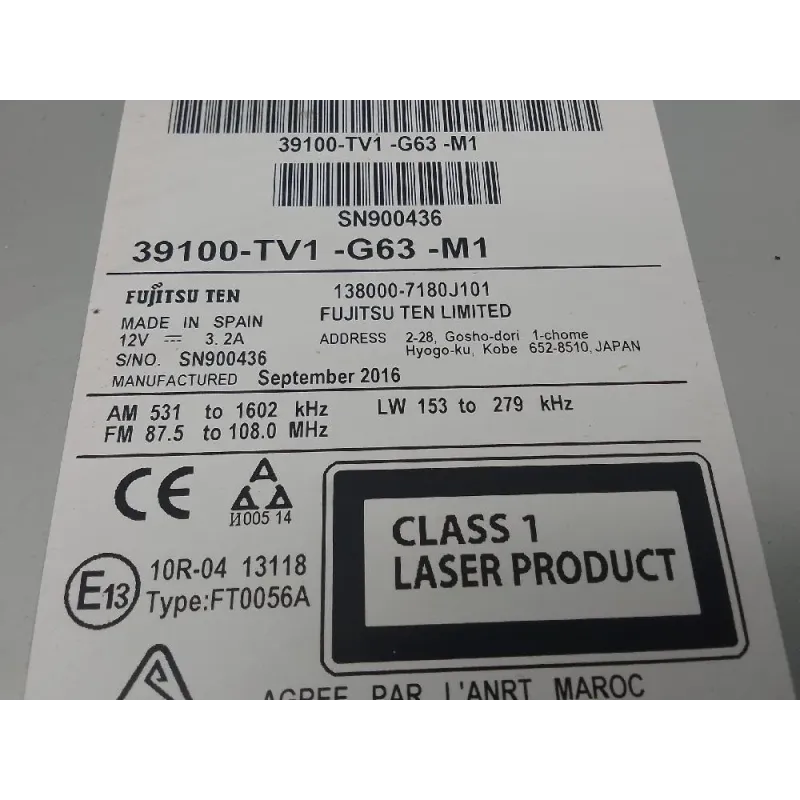 39100-TV1 -G63 -M1
SN900436
39100-TV1 -G63 -M1
FUJITSU TEN
138000-7180J101
FUJITSU TEN LIMITED
MADE IN SPAIN
12V ⎓ 3.2A
ADDRESS 2-28, Gosho-dori 1-chome
Hyogo-ku, Kobe 652-8510, JAPAN
S/NO. SN900436
MANUFACTURED September 2016
AM 531 to 1602 kHz LW 153 to 279 kHz
FM 87.5 to 108.0 MHz
CE
И005 14
E13
10R-04 13118
Type:FT0056A
CLASS 1
LASER PRODUCT
AGREE PAR L'ANRT MAROC